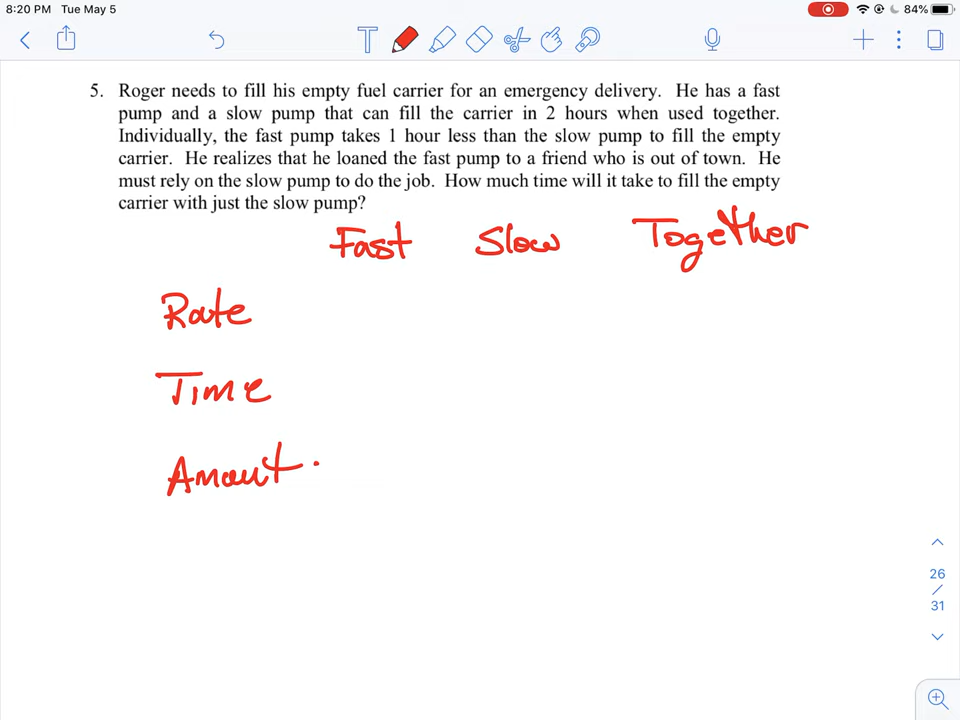 8:20 PM Tue May 5 84%
5. Roger needs to fill his empty fuel carrier for an emergency delivery. He has a fast
pump and a slow pump that can fill the carrier in 2 hours when used together.
Individually, the fast pump takes 1 hour less than the slow pump to fill the empty
carrier. He realizes that he loaned the fast pump to a friend who is out of town. He
must rely on the slow pump to do the job. How much time will it take to fill the empty
carrier with just the slow pump?
Fast Slow Together
Rate
Time
Amout
26
/
31